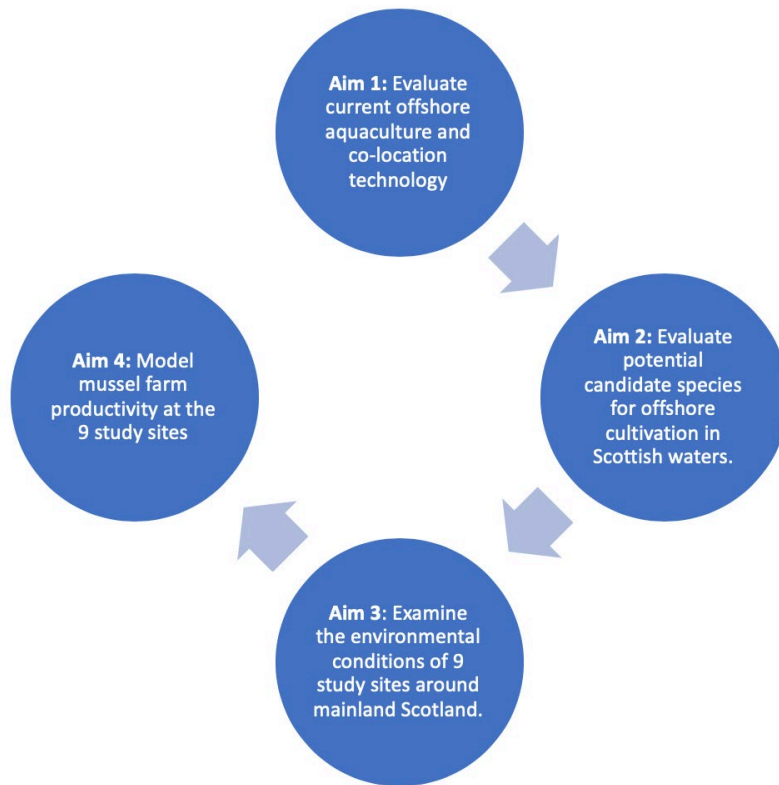 Aim 1: Evaluate
current offshore
aquaculture and
co-location
technology
Aim 2: Evaluate
potential
candidate species
for offshore
cultivation in
Scottish waters.
Aim 3: Examine
the environmental
conditions of 9
study sites around
mainland Scotland.
Aim 4: Model
mussel farm
productivity at the
9 study sites